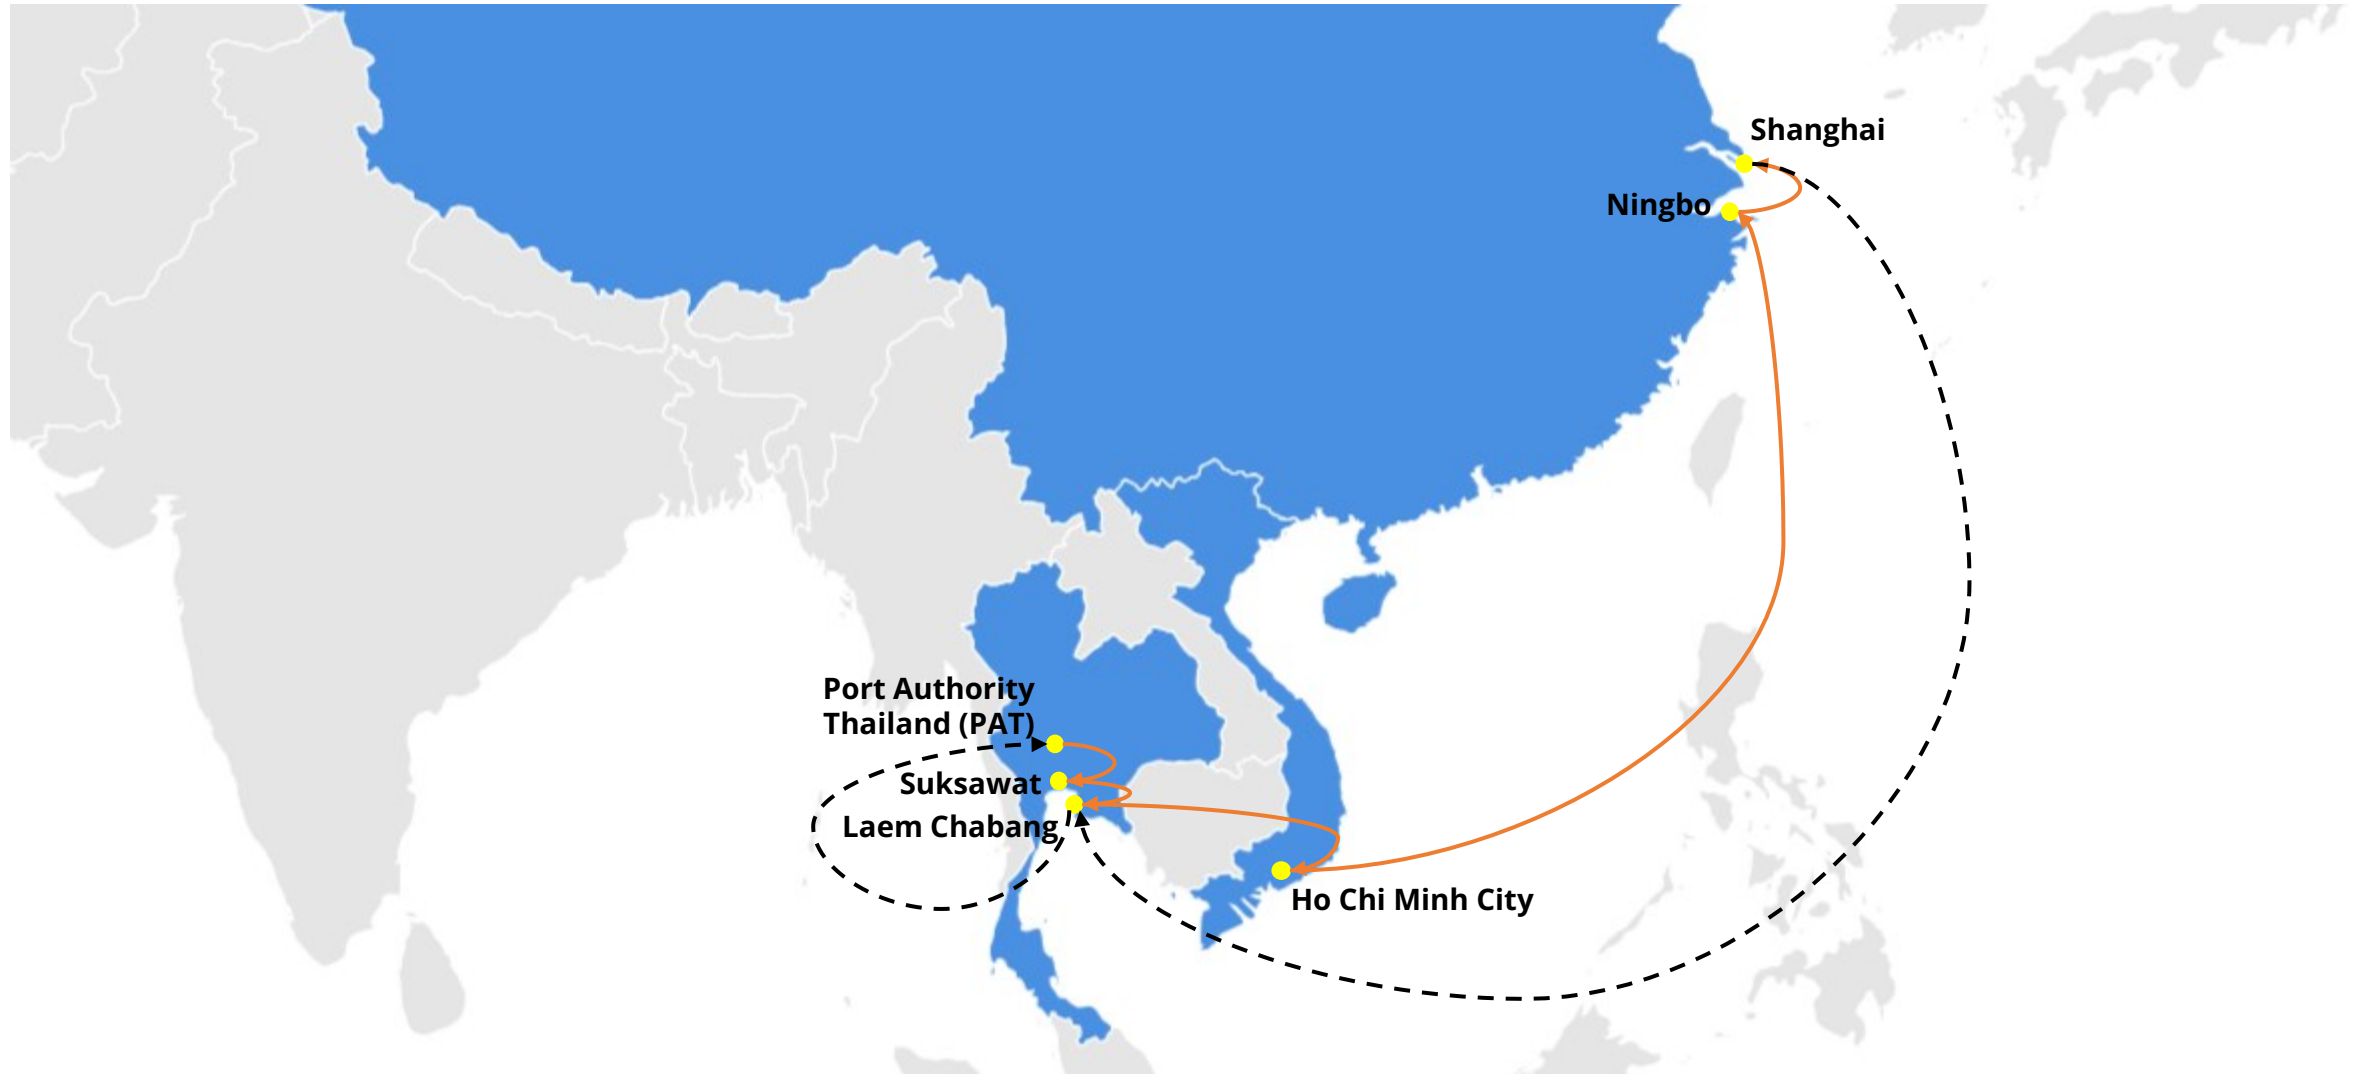 Shanghai
Ningbo
Port Authority
Thailand (PAT)
Suksawat
Laem Chabang
Ho Chi Minh City